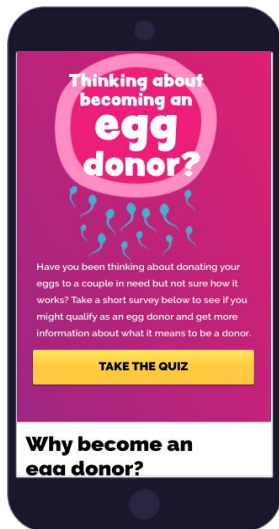 Thinking about
becoming an
egg
donor?
Have you been thinking about donating your
eggs to a couple in need but not sure how it
works? Take a short survey below to see if you
might qualify as an egg donor and get more
information about what it means to be a donor.
TAKE THE QUIZ
Why become an
egg donor?